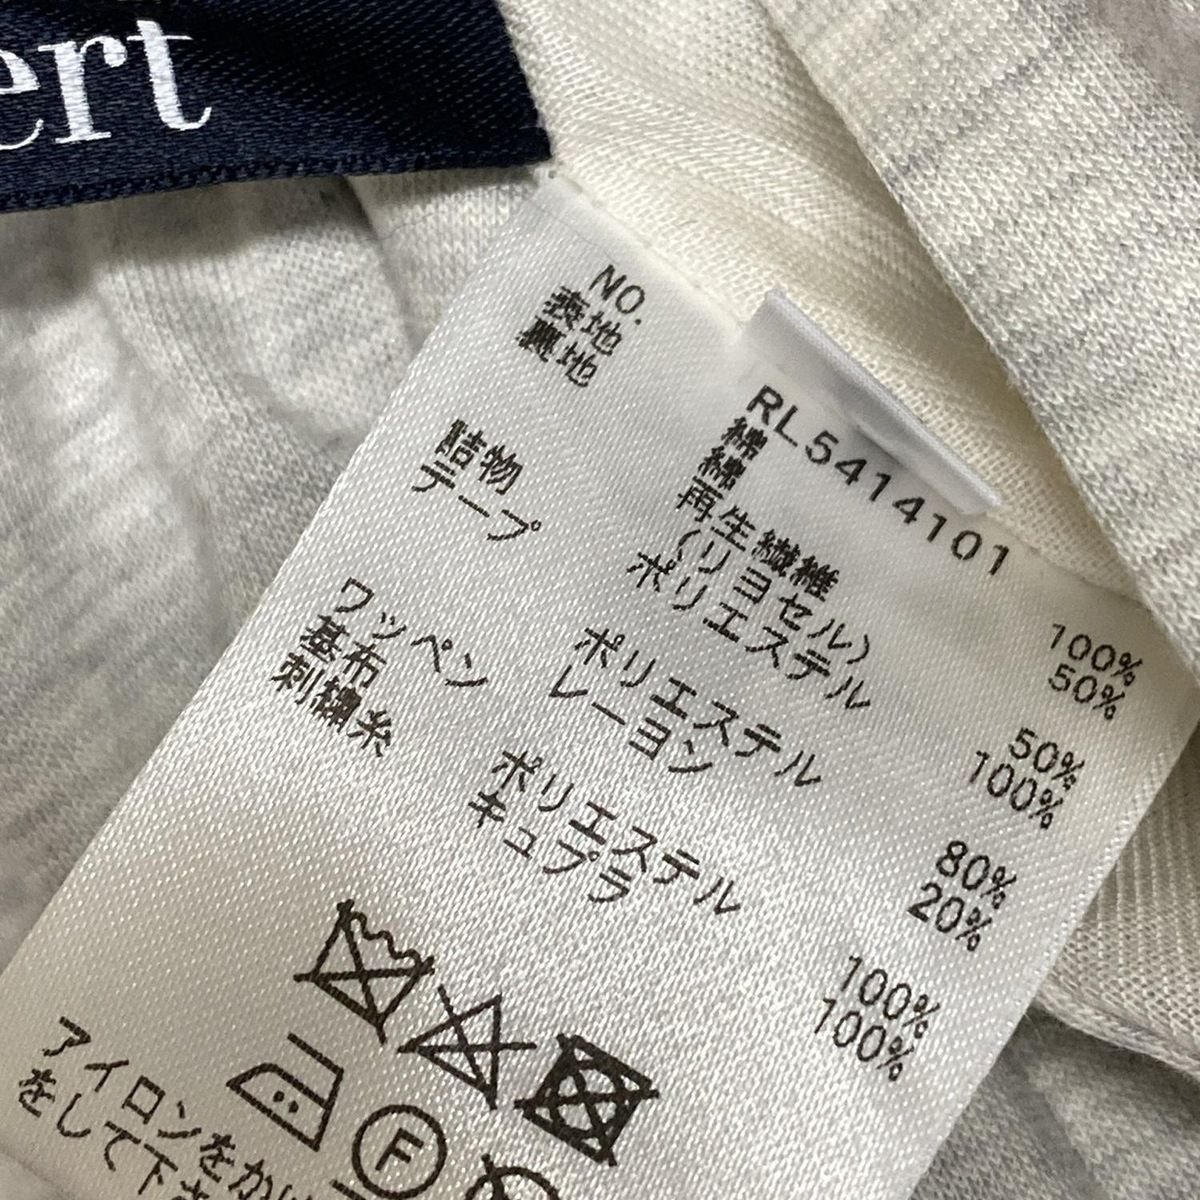 ert
NO. RL5414101
表地 綿 100%
裏地 綿 50%
再生繊維
(リヨセル) 50%
詰物 ポリエステル 100%
テープ ポリエステル 80%
レーヨン 20%
ワッペン
基布 ポリエステル 100%
刺繍糸 キュプラ 100%
F
アイロンをかけ
をして下さ